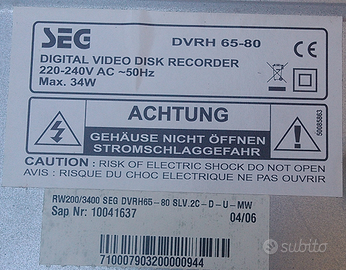 SEG
DVRH 65-80
DIGITAL VIDEO DISK RECORDER
220-240V AC ~50Hz
Max. 34W
CE
ACHTUNG
GEHÄUSE NICHT ÖFFNEN
STROMSCHLAGGEFAHR
50085863
CAUTION : RISK OF ELECTRIC SHOCK DO NOT OPEN
AVIS : RISQUE DU CHOC ELECTRIQUE NE PAS OUVRIR
RW200/3400 SEG DVRH65-80 SLV.2C-D-U-MW
Sap Nr: 10041637
04/06
7100079032000000944
subito